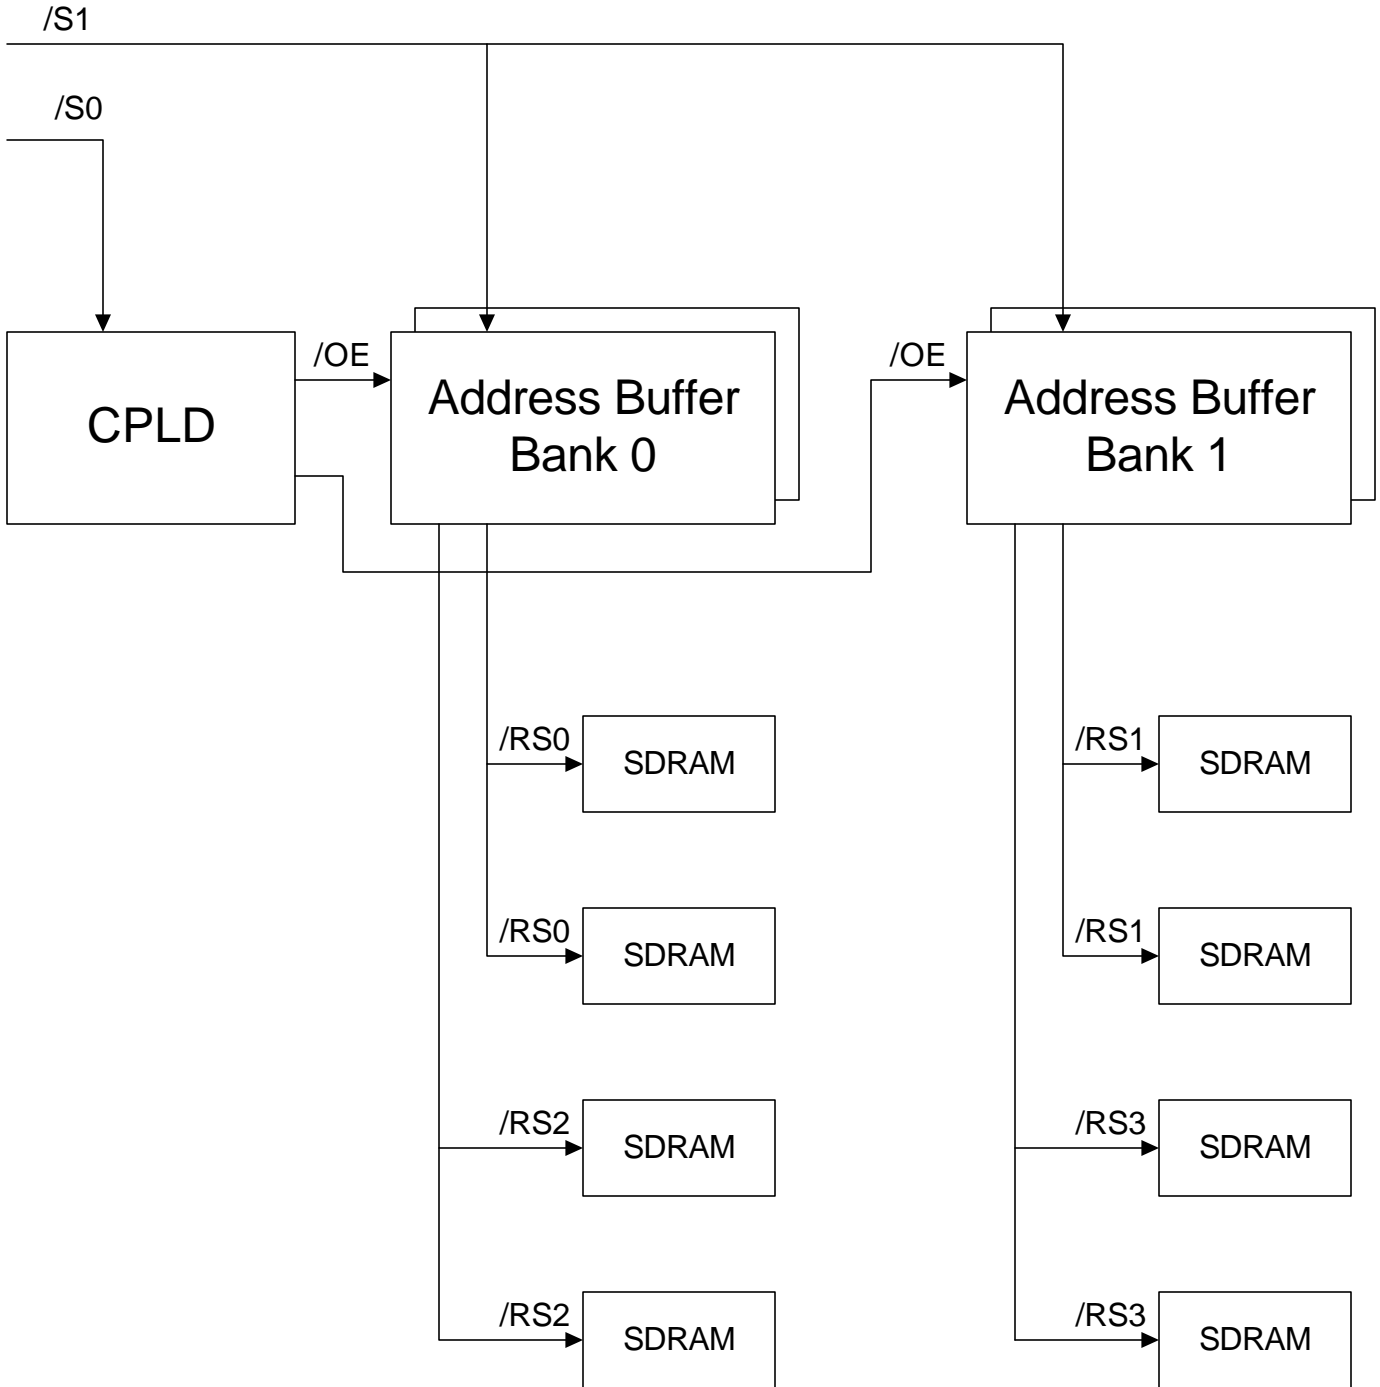 /S1
/S0
/OE
/OE
CPLD
Address Buffer
Bank 0
Address Buffer
Bank 1
/RS0
SDRAM
/RS1
SDRAM
/RS0
SDRAM
/RS1
SDRAM
/RS2
SDRAM
/RS3
SDRAM
/RS2
SDRAM
/RS3
SDRAM